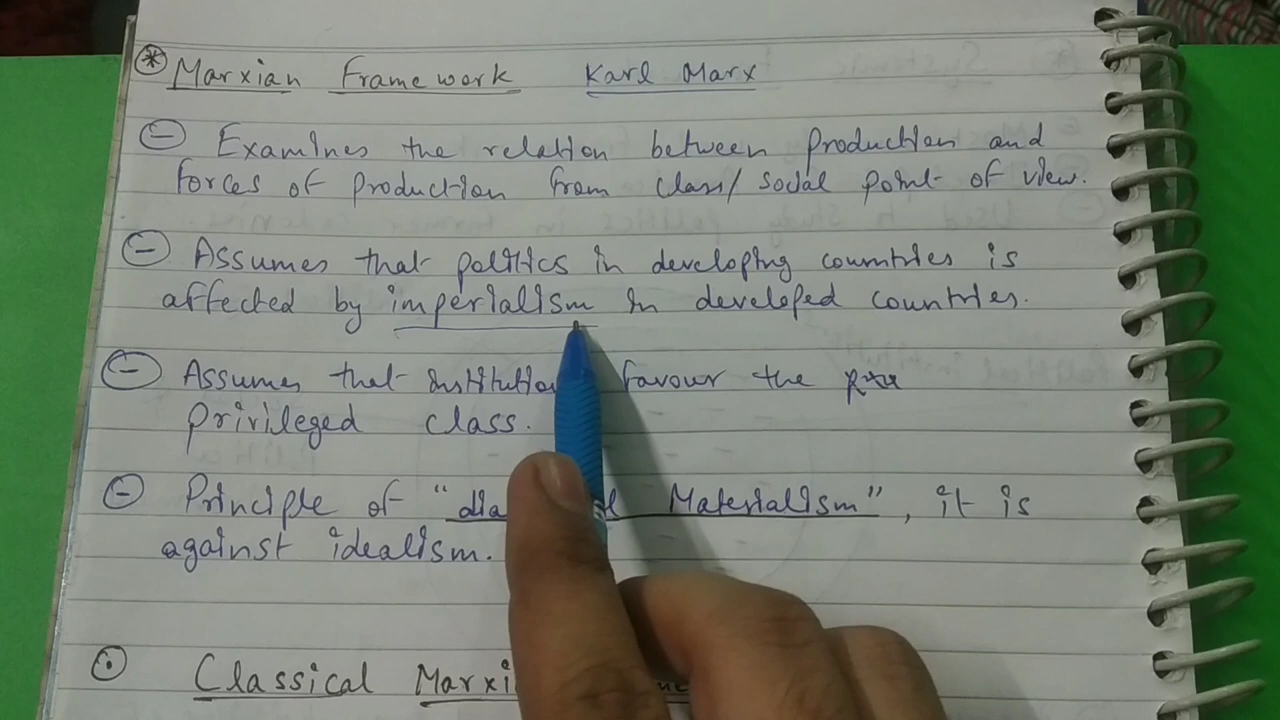 * Marxian Framework Karl Marx
- Examines the relation between production and
forces of production from class/social point of view.
- Assumes that politics in developing countries is
affected by imperialism in developed countries.
- Assumes that favour the
privileged class.
- Principle of " Materialism", it is
against idealism.
Classical